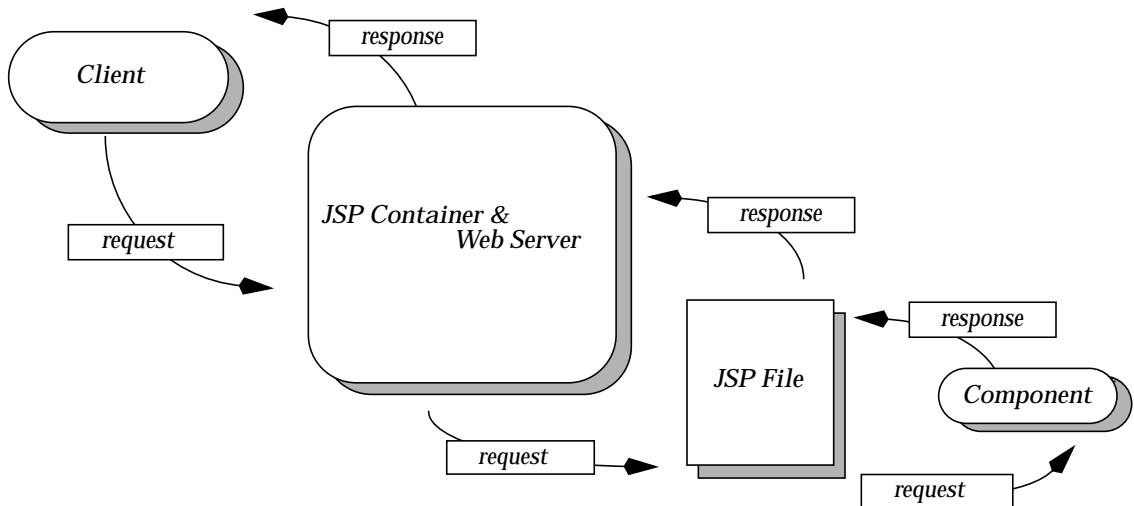 response
Client
JSP Container &
Web Server
response
request
response
JSP File
Component
request
request